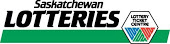 Saskatchewan
LOTTERIES
LOTTERY
TICKET
CENTRE